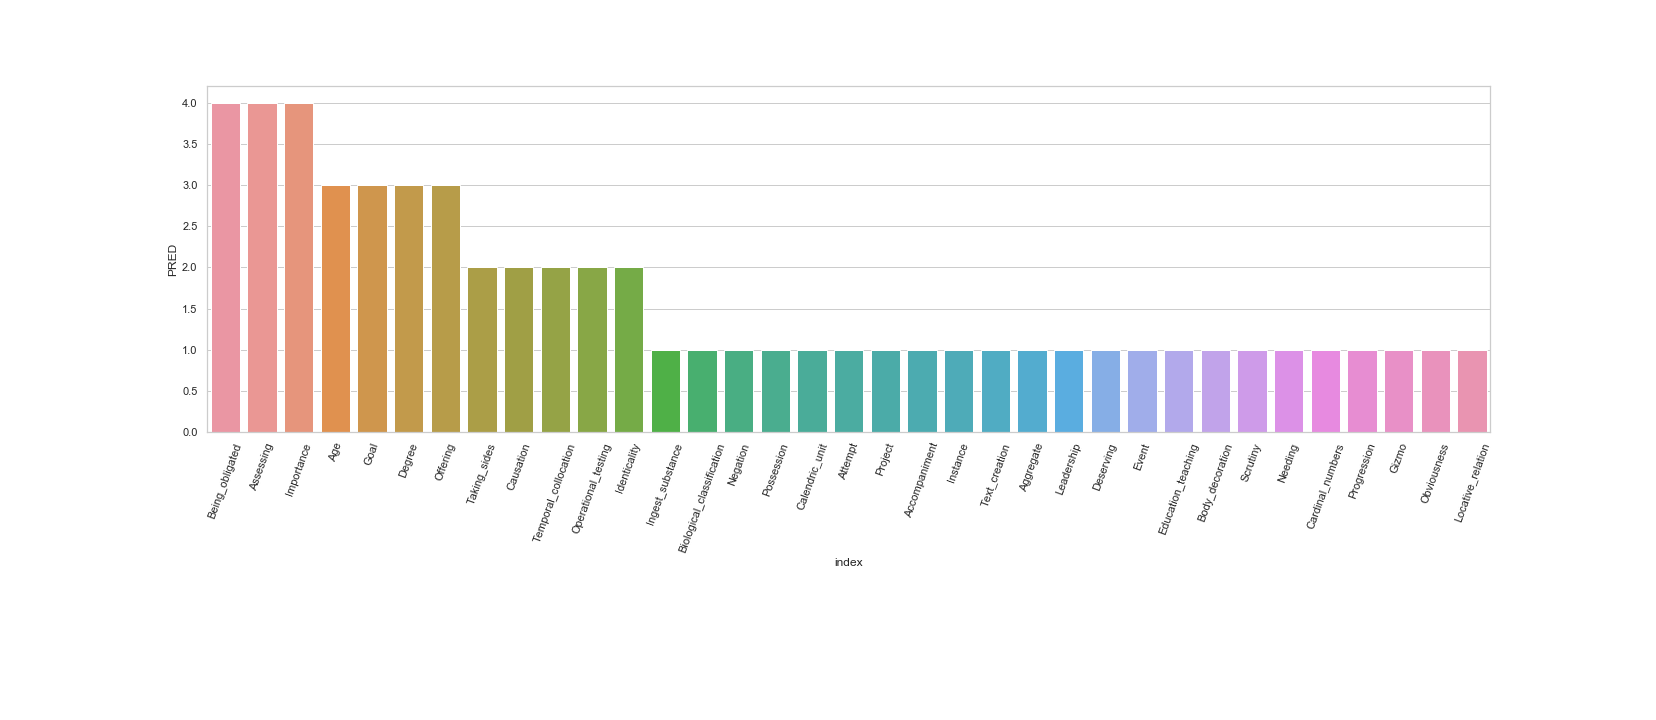 4.0
3.5
3.0
2.5
2.0
1.5
1.0
0.5
0.0
PRED
Being_obligated
Assessing
Importance
Age
Goal
Degree
Offering
Taking_sides
Causation
Temporal_collocation
Operational_testing
Identicality
Ingest_substance
Biological_classification
Negation
Possession
Calendric_unit
Attempt
Project
Accompaniment
Instance
Text_creation
Aggregate
Leadership
Deserving
Event
Education_teaching
Body_decoration
Scrutiny
Needing
Cardinal_numbers
Progression
Gizmo
Obviousness
Locative_relation
index